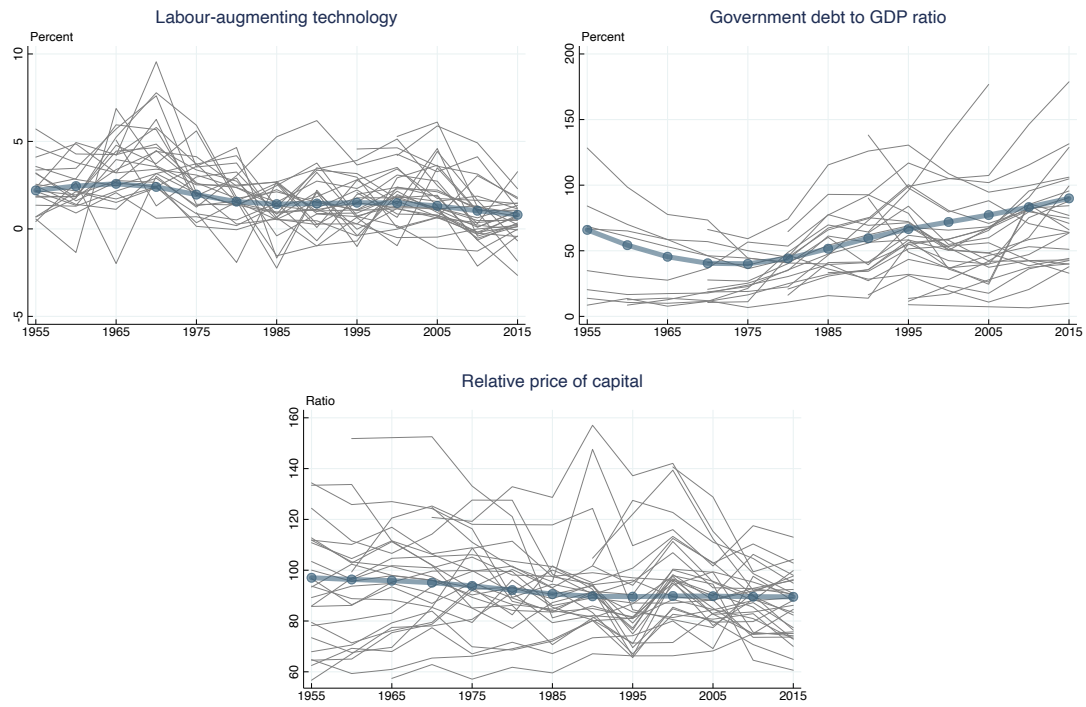 Labour-augmenting technology
Percent
10
5
0
-5
1955 1965 1975 1985 1995 2005 2015
Government debt to GDP ratio
Percent
200
150
100
50
0
1955 1965 1975 1985 1995 2005 2015
Relative price of capital
Ratio
160
140
120
100
80
60
1955 1965 1975 1985 1995 2005 2015